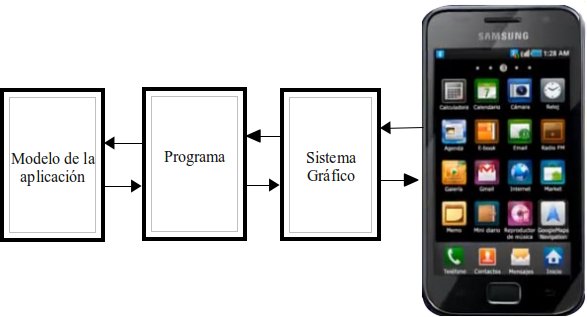 Modelo de la
aplicación
Programa
Sistema
Gráfico
SAMSUNG
1:28 AM
3
Calculadora
Calendario
Cámara
Reloj
Agenda
E-book
Email
Radio FM
Galería
Gmail
Internet
Market
Memo
Mini diario
Reproductor
de música
GoogleMaps
Navigation
Teléfono
Contactos
Mensajes
Inicio